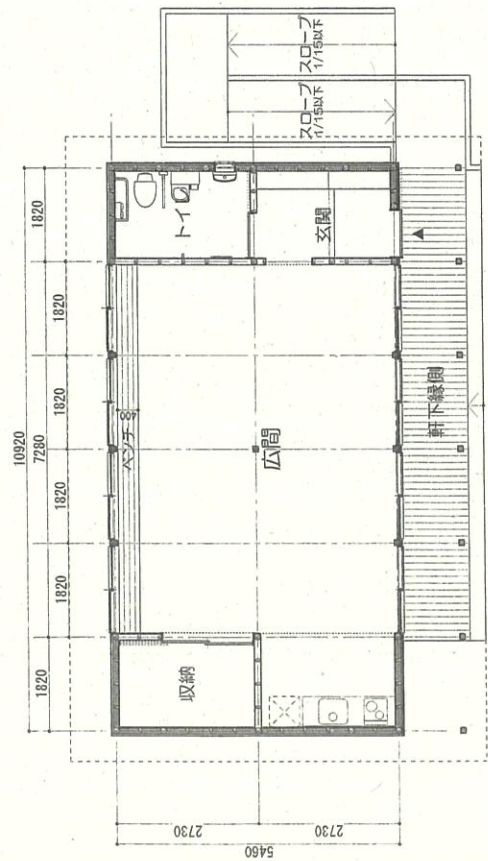 10920
1820
7280
1820
1820
1820
1820
1820
5460
2730
2730
ベンチ
400
トイレ
収納
広間
玄関
軒下縁側
スロープ
1/15以下
スロープ
1/15以下